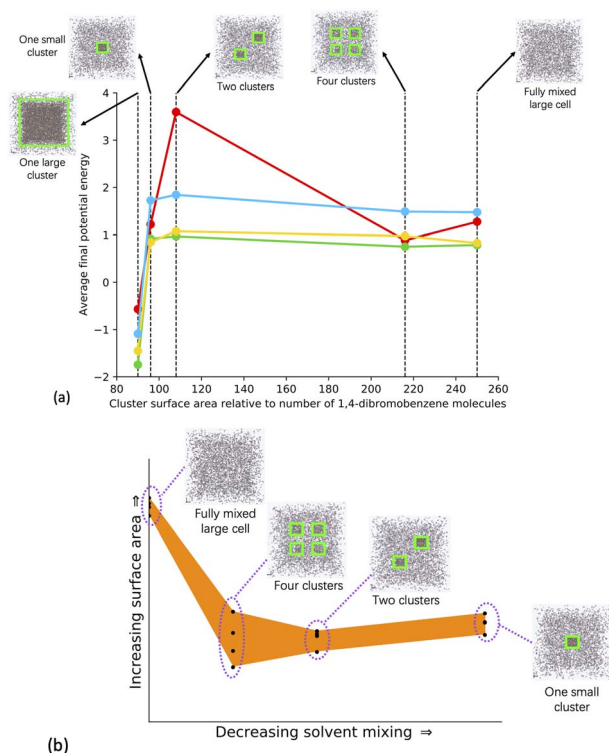 One small
cluster
Two clusters
Four clusters
Fully mixed
large cell
One large
cluster
Average final potential energy
4
3
2
1
0
−1
−2
80 100 120 140 160 180 200 220 240 260
Cluster surface area relative to number of 1,4-dibromobenzene molecules
(a)
Fully mixed
large cell
Four clusters
Two clusters
One small
cluster
Increasing surface area ⇒
Decreasing solvent mixing ⇒
(b)